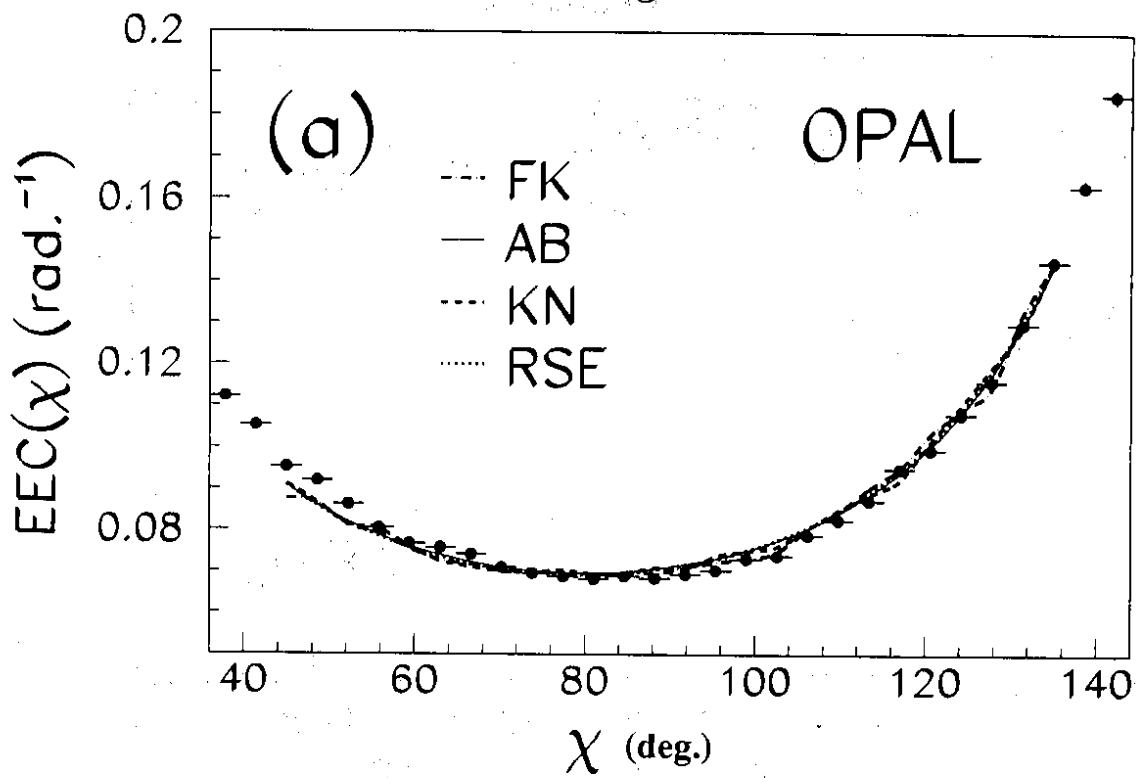 0.2
0.16
0.12
0.08
EEC(χ) (rad.⁻¹)
(a)
OPAL
FK
AB
KN
RSE
40 60 80 100 120 140
χ (deg.)